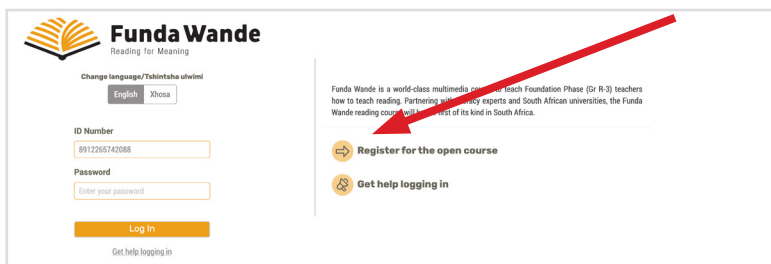 Funda Wande
Reading for Meaning
Change language/Tshintsha ulwimi
English Xhosa
ID Number
8912265742088
Password
Enter your password
Log In
Get help logging in
Funda Wande is a world-class multimedia to teach Foundation Phase (Gr R-3) teachers
how to teach reading. Partnering experts and South African universities, the Funda
Wande reading first of its kind in South Africa.
Register for the open course
Get help logging in